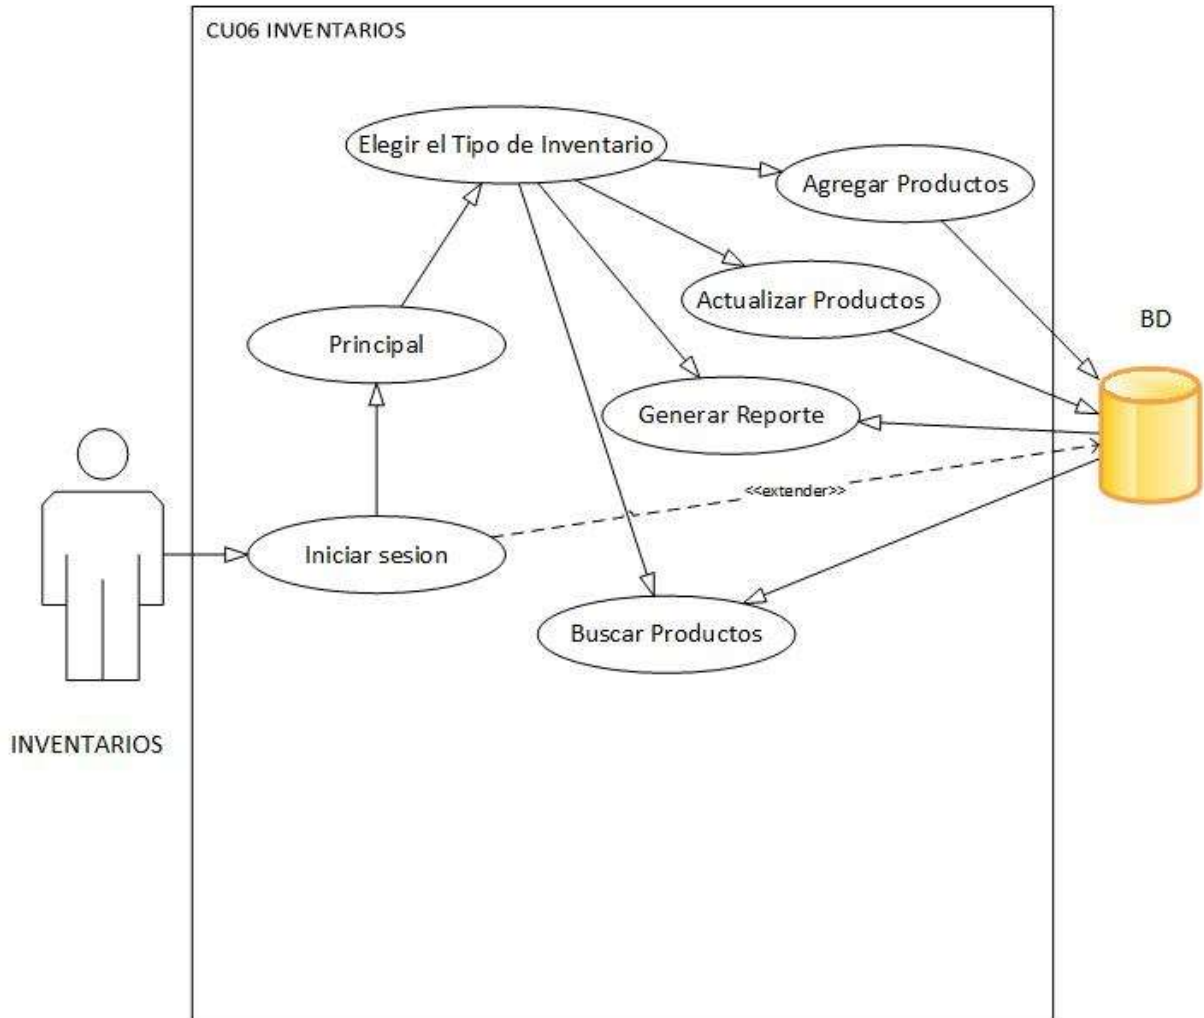 CU06 INVENTARIOS
Elegir el Tipo de Inventario
Agregar Productos
Actualizar Productos
BD
Principal
Generar Reporte
<<extender>>
Iniciar sesion
Buscar Productos
INVENTARIOS